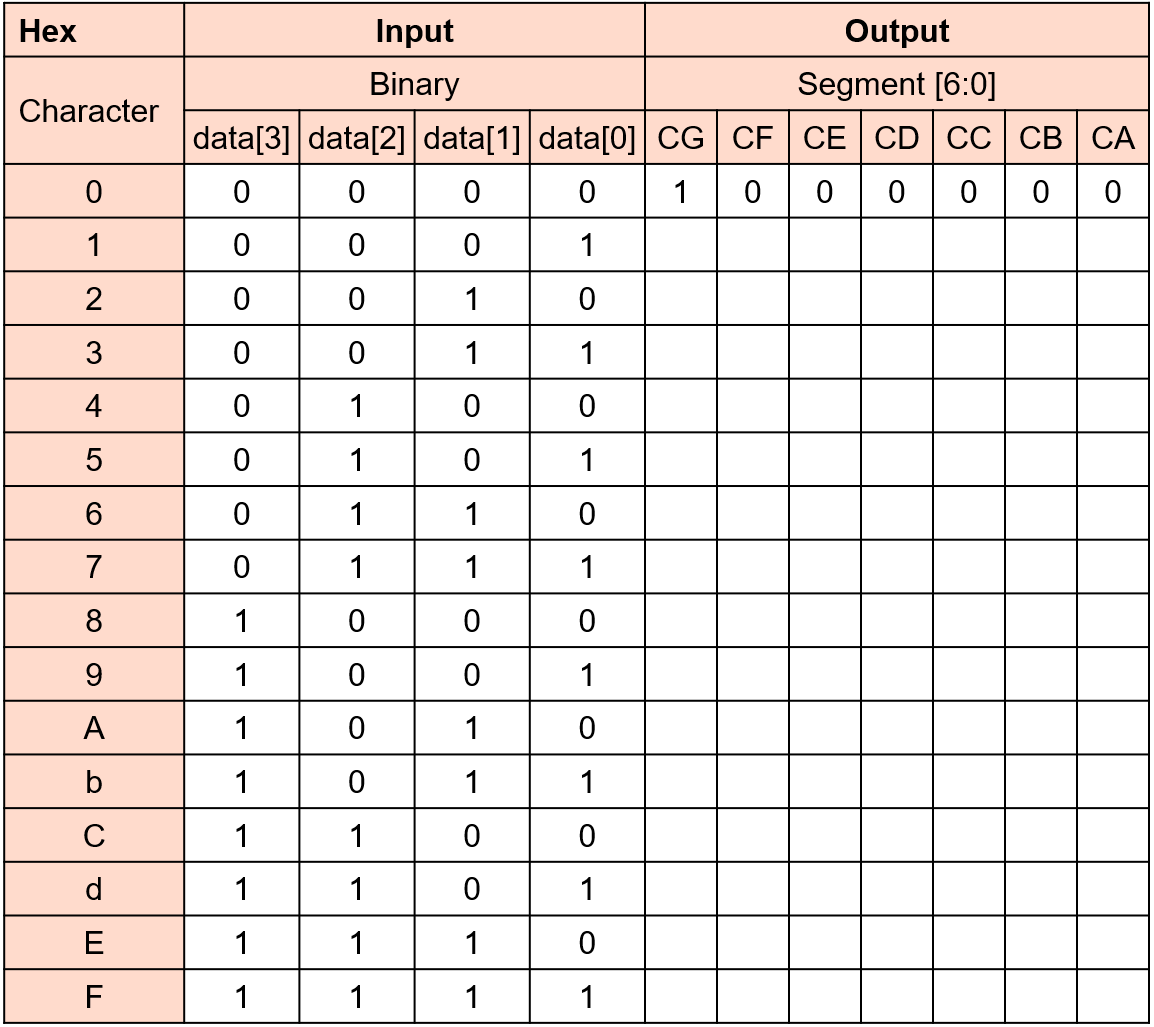 Hex Input Output
Character Binary Segment [6:0]
data[3] data[2] data[1] data[0] CG CF CE CD CC CB CA
0 0 0 0 0 1 0 0 0 0 0 0
1 0 0 0 1
2 0 0 1 0
3 0 0 1 1
4 0 1 0 0
5 0 1 0 1
6 0 1 1 0
7 0 1 1 1
8 1 0 0 0
9 1 0 0 1
A 1 0 1 0
b 1 0 1 1
C 1 1 0 0
d 1 1 0 1
E 1 1 1 0
F 1 1 1 1